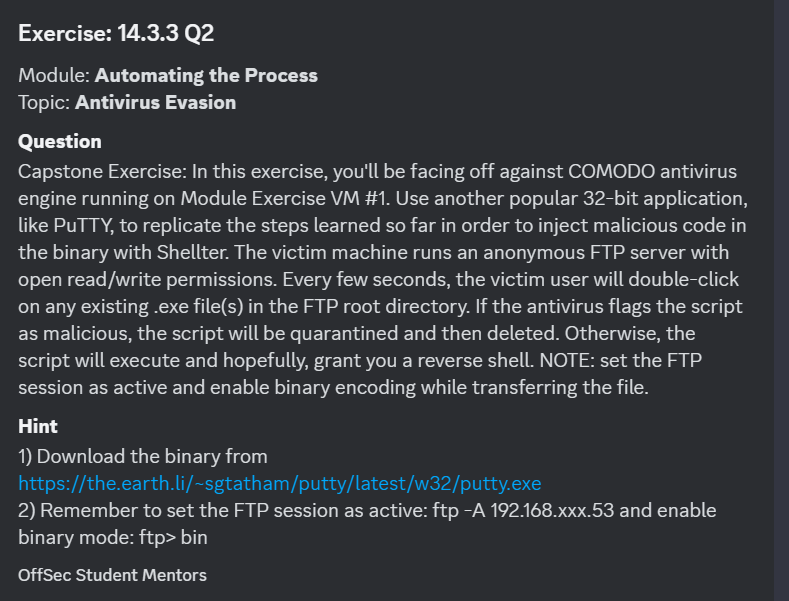 Exercise: 14.3.3 Q2
Module: Automating the Process
Topic: Antivirus Evasion
Question
Capstone Exercise: In this exercise, you'll be facing off against COMODO antivirus
engine running on Module Exercise VM #1. Use another popular 32-bit application,
like PuTTY, to replicate the steps learned so far in order to inject malicious code in
the binary with Shellter. The victim machine runs an anonymous FTP server with
open read/write permissions. Every few seconds, the victim user will double-click
on any existing .exe file(s) in the FTP root directory. If the antivirus flags the script
as malicious, the script will be quarantined and then deleted. Otherwise, the
script will execute and hopefully, grant you a reverse shell. NOTE: set the FTP
session as active and enable binary encoding while transferring the file.
Hint
1) Download the binary from
https://the.earth.li/~sgtatham/putty/latest/w32/putty.exe
2) Remember to set the FTP session as active: ftp -A 192.168.xxx.53 and enable
binary mode: ftp> bin
OffSec Student Mentors